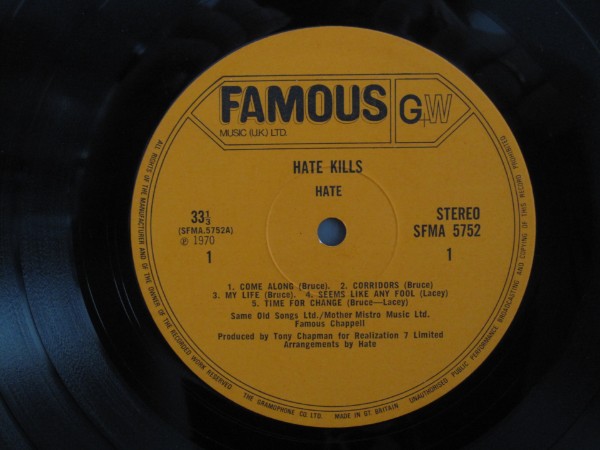 FAMOUS G+W
MUSIC (U.K.) LTD.
HATE KILLS
HATE
33⅓ STEREO
(SFMA.5752A) SFMA 5752
℗ 1970
1 1
1. COME ALONG (Bruce). 2. CORRIDORS (Bruce)
3. MY LIFE (Bruce). 4. SEEMS LIKE ANY FOOL (Lacey)
5. TIME FOR CHANGE (Bruce—Lacey)
Same Old Songs Ltd./Mother Mistro Music Ltd.
Famous Chappell
Produced by Tony Chapman for Realization 7 Limited
Arrangements by Hate
ALL RIGHTS OF THE MANUFACTURER AND OF THE OWNER OF THE RECORDED WORK RESERVED
THE GRAMOPHONE CO. LTD. MADE IN GT. BRITAIN
UNAUTHORISED PUBLIC PERFORMANCE BROADCASTING AND COPYING OF THIS RECORD PROHIBITED